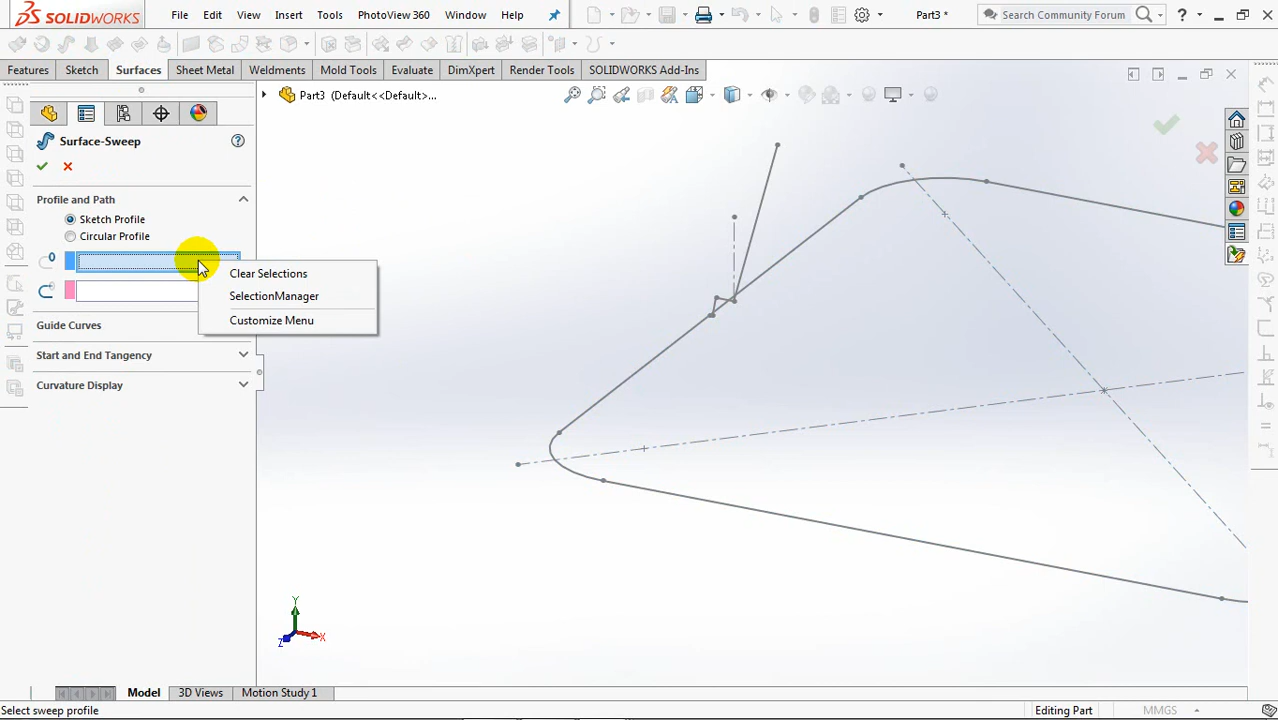 SOLIDWORKS File Edit View Insert Tools PhotoView 360 Window Help Part3 * Search Community Forum ?
Features Sketch Surfaces Sheet Metal Weldments Mold Tools Evaluate DimXpert Render Tools SOLIDWORKS Add-Ins
Part3 (Default<<Default>...
Surface-Sweep ?
Profile and Path
Sketch Profile
Circular Profile
Clear Selections
SelectionManager
Customize Menu
Guide Curves
Start and End Tangency
Curvature Display
Y
X
Z
Model 3D Views Motion Study 1
Select sweep profile Editing Part MMGS